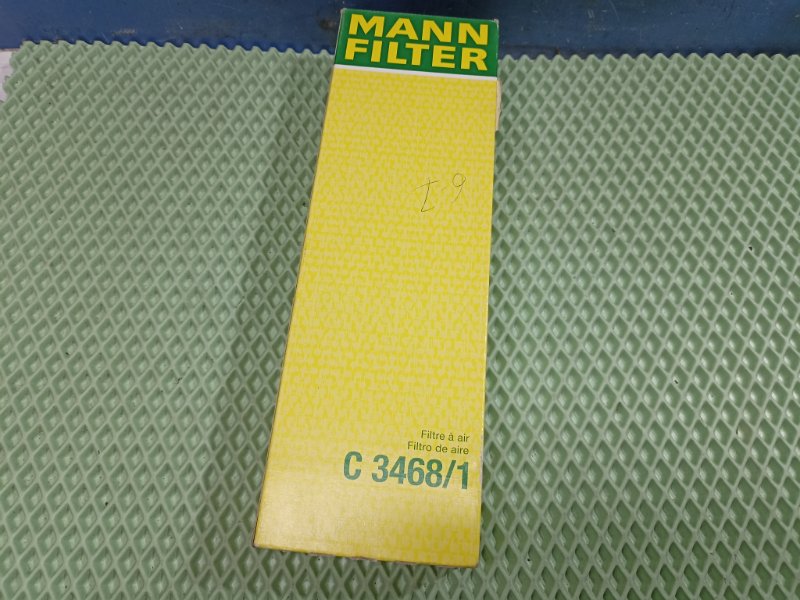 MANN
FILTER
Filtre à air
Filtro de aire
C 3468/1